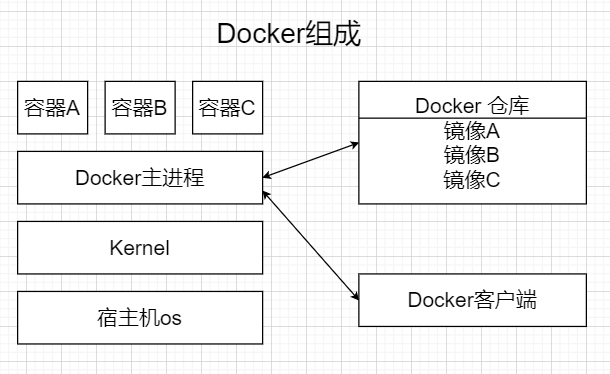 Docker组成
容器A
容器B
容器C
Docker主进程
Kernel
宿主机os
Docker 仓库
镜像A
镜像B
镜像C
Docker客户端